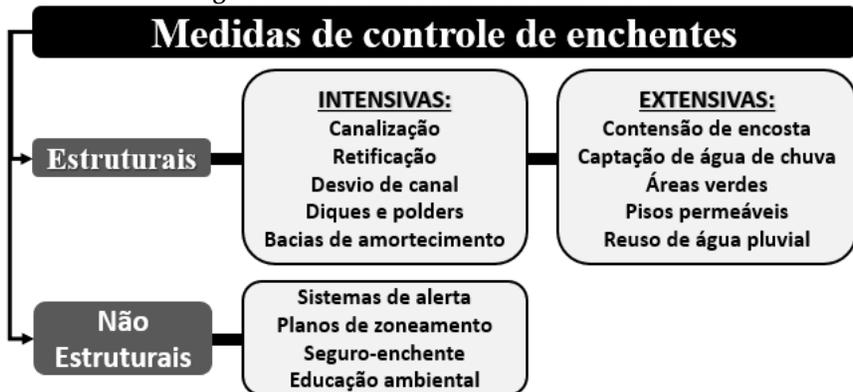 Medidas de controle de enchentes
Estruturais
INTENSIVAS:
Canalização
Retificação
Desvio de canal
Diques e polders
Bacias de amortecimento
EXTENSIVAS:
Contensão de encosta
Captação de água de chuva
Áreas verdes
Pisos permeáveis
Reuso de água pluvial
Não
Estruturais
Sistemas de alerta
Planos de zoneamento
Seguro-enchente
Educação ambiental